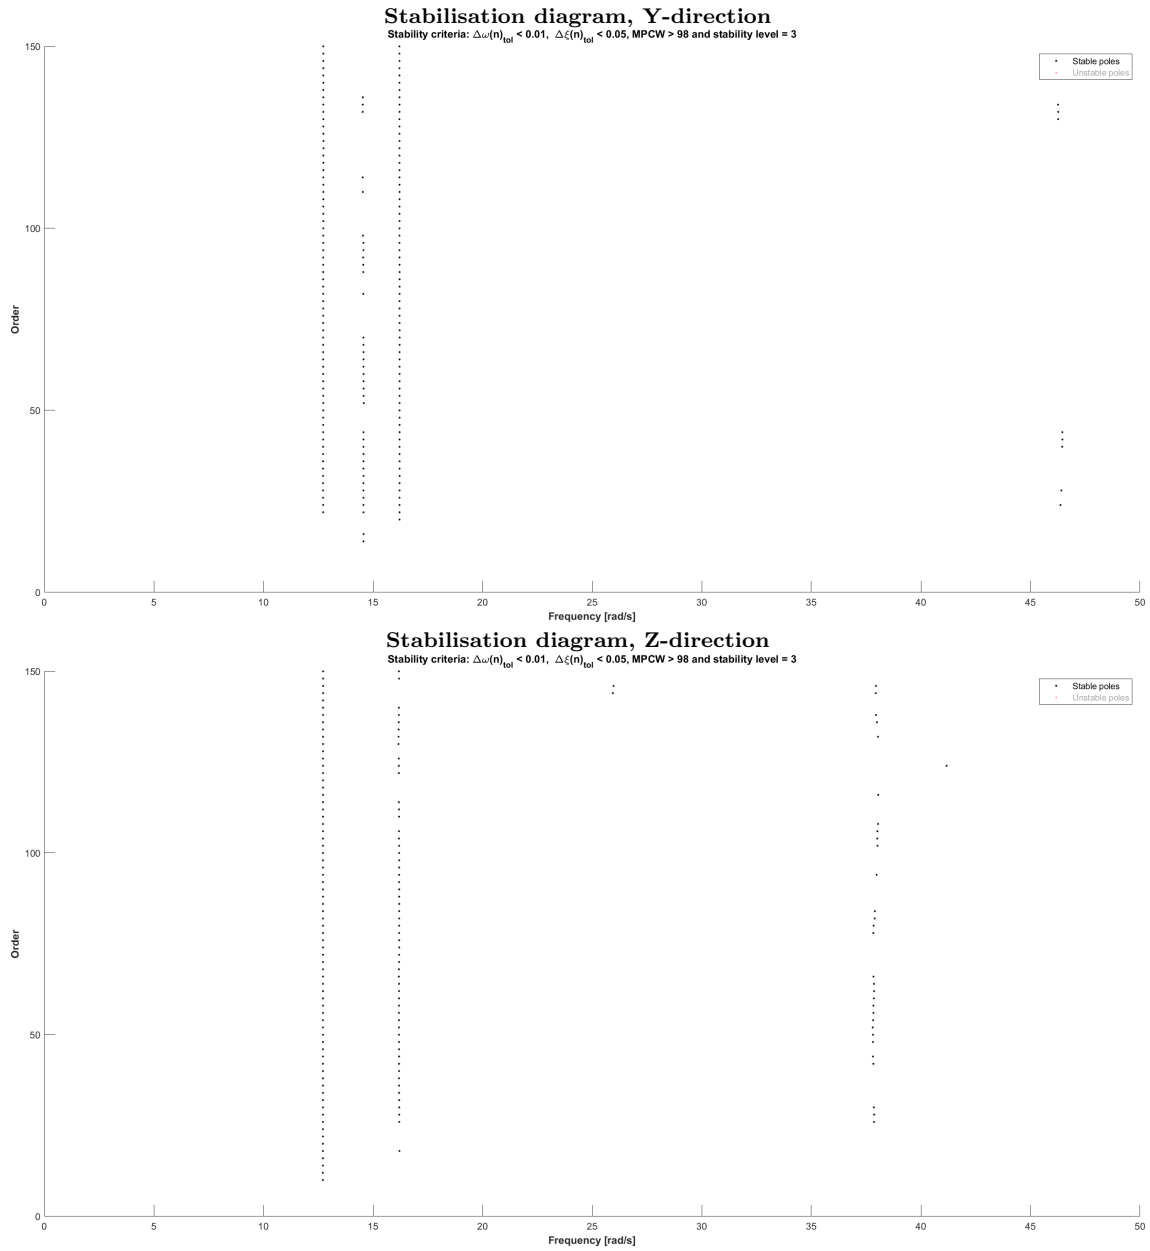 Stabilisation diagram, Y-direction
Stability criteria: Δω(n)tol < 0.01, Δξ(n)tol < 0.05, MPCW > 98 and stability level = 3
150
Stable poles
Unstable poles
100
Order
50
0
0 5 10 15 20 25 30 35 40 45 50
Frequency [rad/s]
Stabilisation diagram, Z-direction
Stability criteria: Δω(n)tol < 0.01, Δξ(n)tol < 0.05, MPCW > 98 and stability level = 3
150
Stable poles
Unstable poles
100
Order
50
0
0 5 10 15 20 25 30 35 40 45 50
Frequency [rad/s]